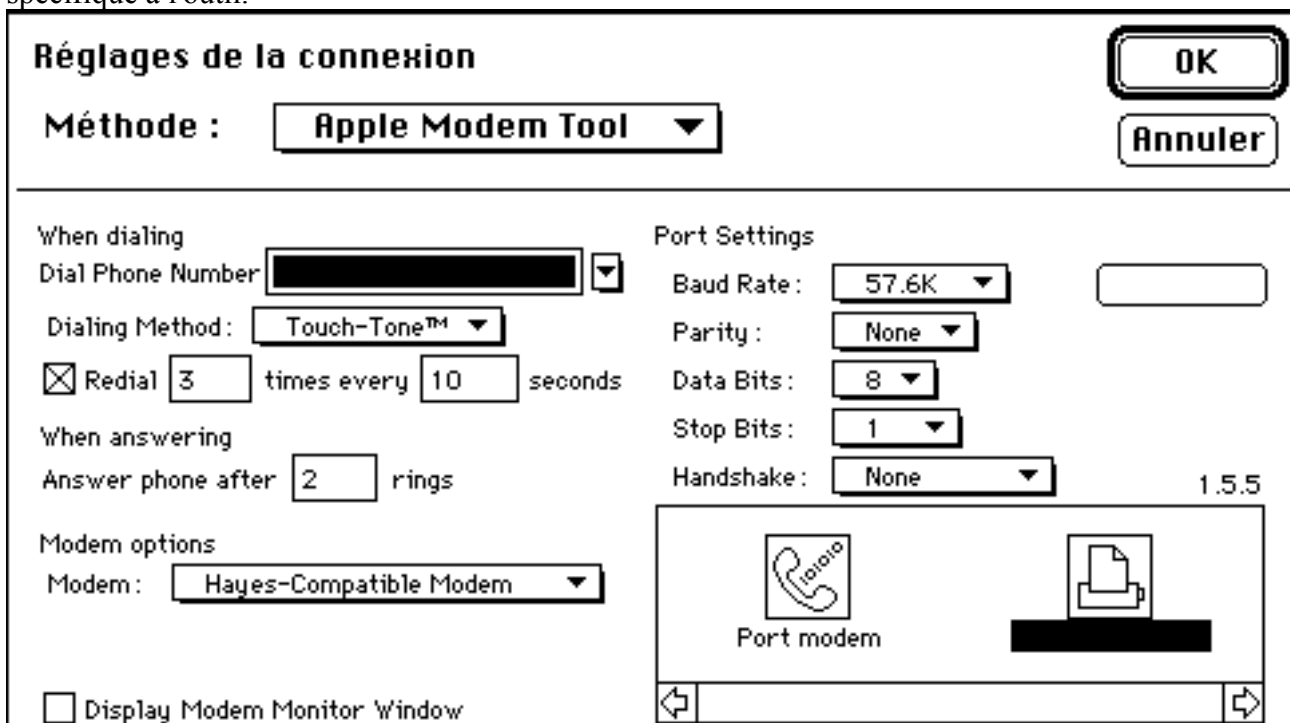 spécifique à l'outil.
Réglages de la connexion
OK
Méthode :
Apple Modem Tool
Annuler
When dialing
Dial Phone Number
Dialing Method :
Touch-Tone™
Redial 3 times every 10 seconds
When answering
Answer phone after 2 rings
Modem options
Modem :
Hayes-Compatible Modem
Display Modem Monitor Window
Port Settings
Baud Rate :
57.6K
Parity :
None
Data Bits :
8
Stop Bits :
1
Handshake :
None
1.5.5
Port modem